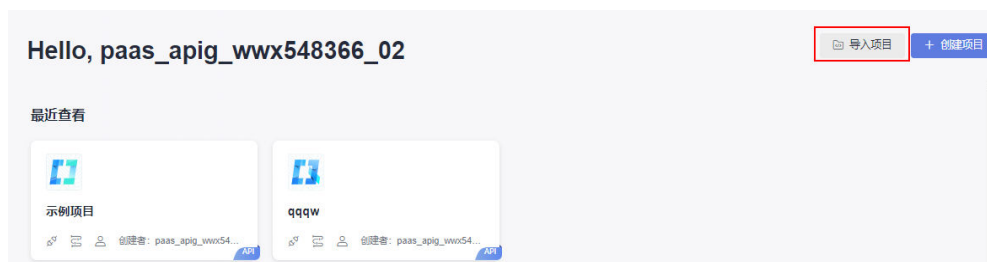 Hello, paas_apig_wwx548366_02
导入项目
+ 创建项目
最近查看
示例项目
创建者：paas_apig_wwx54...
API
qqqw
创建者：paas_apig_wwx54...
API